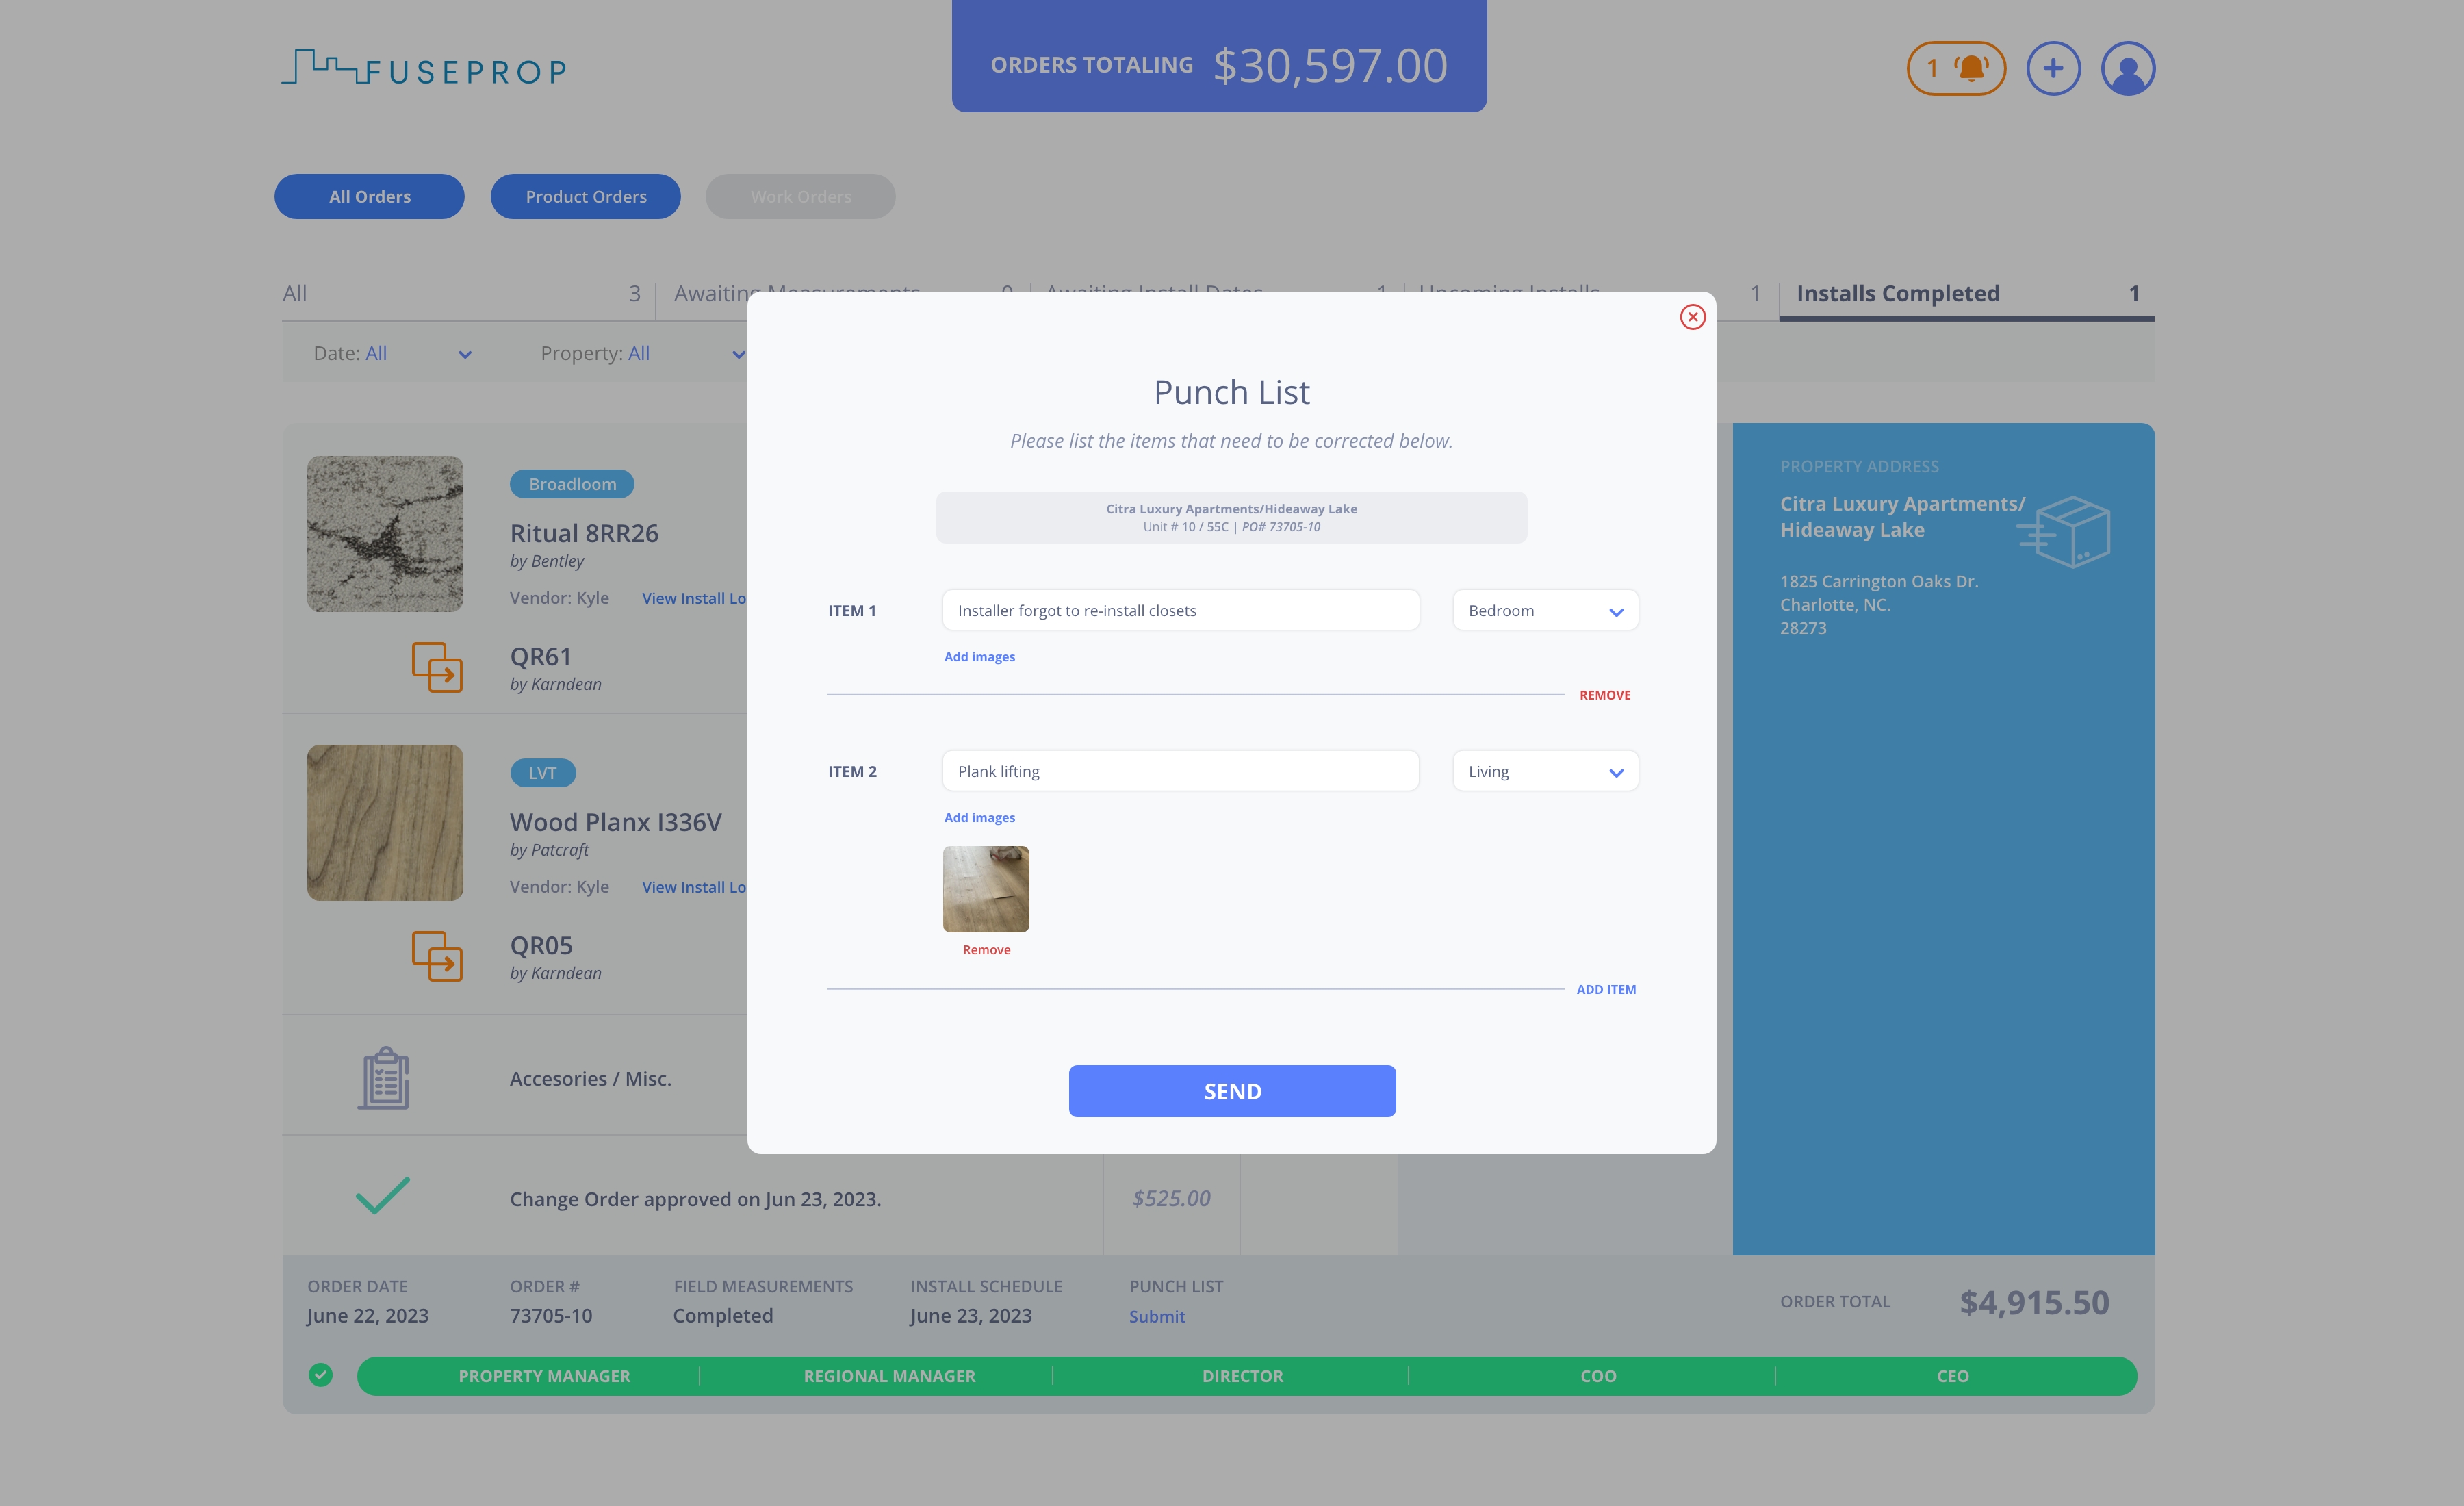 FUSEPROP
ORDERS TOTALING $30,597.00
1
All Orders
Product Orders
Work Orders
All 3
Awaiting Measurements 0
Awaiting Install Dates 1
Upcoming Installs 1
Installs Completed 1
Date: All
Property: All
Broadloom
Ritual 8RR26
by Bentley
Vendor: Kyle View Install Lo
QR61
by Karndean
LVT
Wood Planx I336V
by Patcraft
Vendor: Kyle View Install Lo
QR05
by Karndean
Accesories / Misc.
Change Order approved on Jun 23, 2023.
$525.00
Punch List
Please list the items that need to be corrected below.
Citra Luxury Apartments/Hideaway Lake
Unit # 10 / 55C | PO# 73705-10
ITEM 1
Installer forgot to re-install closets
Bedroom
Add images
REMOVE
ITEM 2
Plank lifting
Living
Add images
Remove
ADD ITEM
SEND
PROPERTY ADDRESS
Citra Luxury Apartments/
Hideaway Lake
1825 Carrington Oaks Dr.
Charlotte, NC.
28273
ORDER DATE
June 22, 2023
ORDER #
73705-10
FIELD MEASUREMENTS
Completed
INSTALL SCHEDULE
June 23, 2023
PUNCH LIST
Submit
ORDER TOTAL $4,915.50
PROPERTY MANAGER
REGIONAL MANAGER
DIRECTOR
COO
CEO